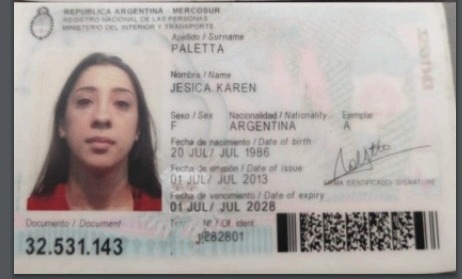 REPUBLICA ARGENTINA - MERCOSUR
REGISTRO NACIONAL DE LAS PERSONAS
MINISTERIO DEL INTERIOR Y TRANSPORTE
Apellido / Surname
PALETTA
Nombre / Name
JESICA KAREN
Sexo / Sex Nacionalidad / Nationality Ejemplar
F ARGENTINA A
Fecha de nacimiento / Date of birth
20 JUL/ JUL 1986
Fecha de emisión / Date of issue
01 JUL/ JUL 2013
Fecha de vencimiento / Date of expiry
01 JUL/ JUL 2028
FIRMA IDENTIFICADO / SIGNATURE
Documento / Document
Of. ident.
32.531.143